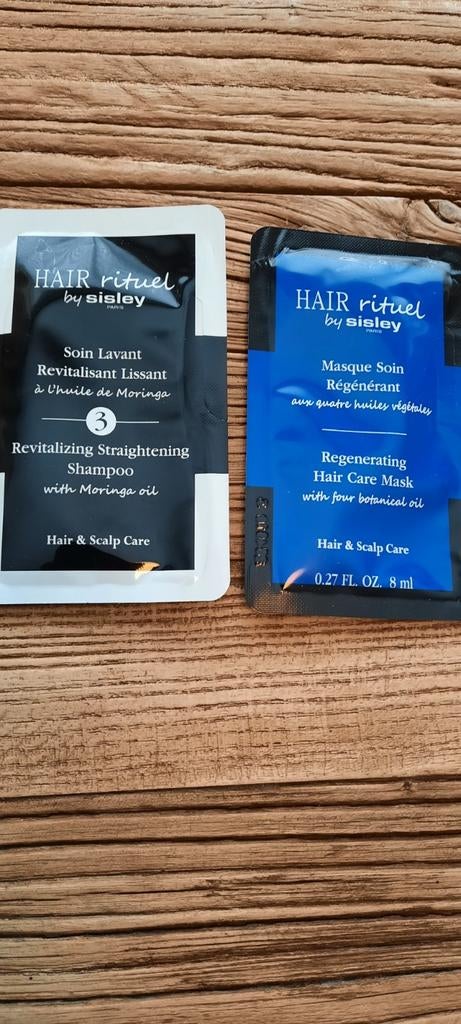 HAIR rituel
by sisley
PARIS
Soin Lavant
Revitalisant Lissant
à l'huile de Moringa
3
Revitalizing Straightening
Shampoo
with Moringa oil
Hair & Scalp Care
HAIR rituel
by sisley
PARIS
Masque Soin
Régénérant
aux quatre huiles végétales
Regenerating
Hair Care Mask
with four botanical oil
Hair & Scalp Care
0.27 FL. OZ. 8 ml